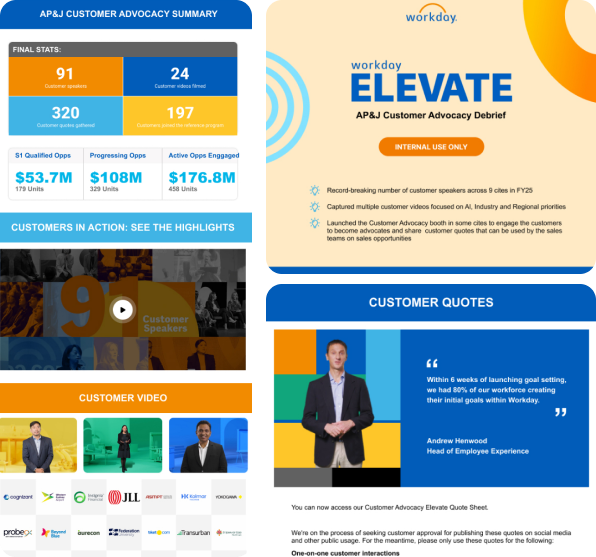 AP&J CUSTOMER ADVOCACY SUMMARY
FINAL STATS:
91
Customer speakers
24
Customer videos filmed
320
Customer quotes gathered
197
Customers joined the reference program
S1 Qualified Opps
$53.7M
179 Units
Progressing Opps
$108M
329 Units
Active Opps Enggaged
$176.8M
458 Units
CUSTOMERS IN ACTION: SEE THE HIGHLIGHTS
9
Customer
Speakers
CUSTOMER VIDEO
cognizant
JLL
YOKOGAWA
probe
Beyond
Blue
aurecon
Federation
Transurban
workday.
workday
ELEVATE
AP&J Customer Advocacy Debrief
INTERNAL USE ONLY
Record-breaking number of customer speakers across 9 cites in FY25
Captured multiple customer videos focused on AI, Industry and Regional priorities
Launched the Customer Advocacy booth in some cites to engage the customers
to become advocates and share customer quotes that can be used by the sales
teams on sales opportunities
CUSTOMER QUOTES
“
Within 6 weeks of launching goal setting,
we had 80% of our workforce creating
their initial goals within Workday.
”
Andrew Henwood
Head of Employee Experience
You can now access our Customer Advocacy Elevate Quote Sheet.
We're on the process of seeking customer approval for publishing these quotes on social media
and other public usage. For the meantime, please only use these quotes for the following:
One-on-one customer interactions